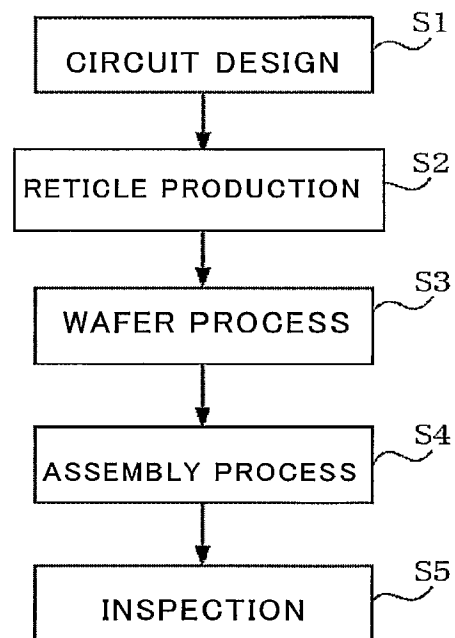 S1
CIRCUIT DESIGN
S2
RETICLE PRODUCTION
S3
WAFER PROCESS
S4
ASSEMBLY PROCESS
S5
INSPECTION